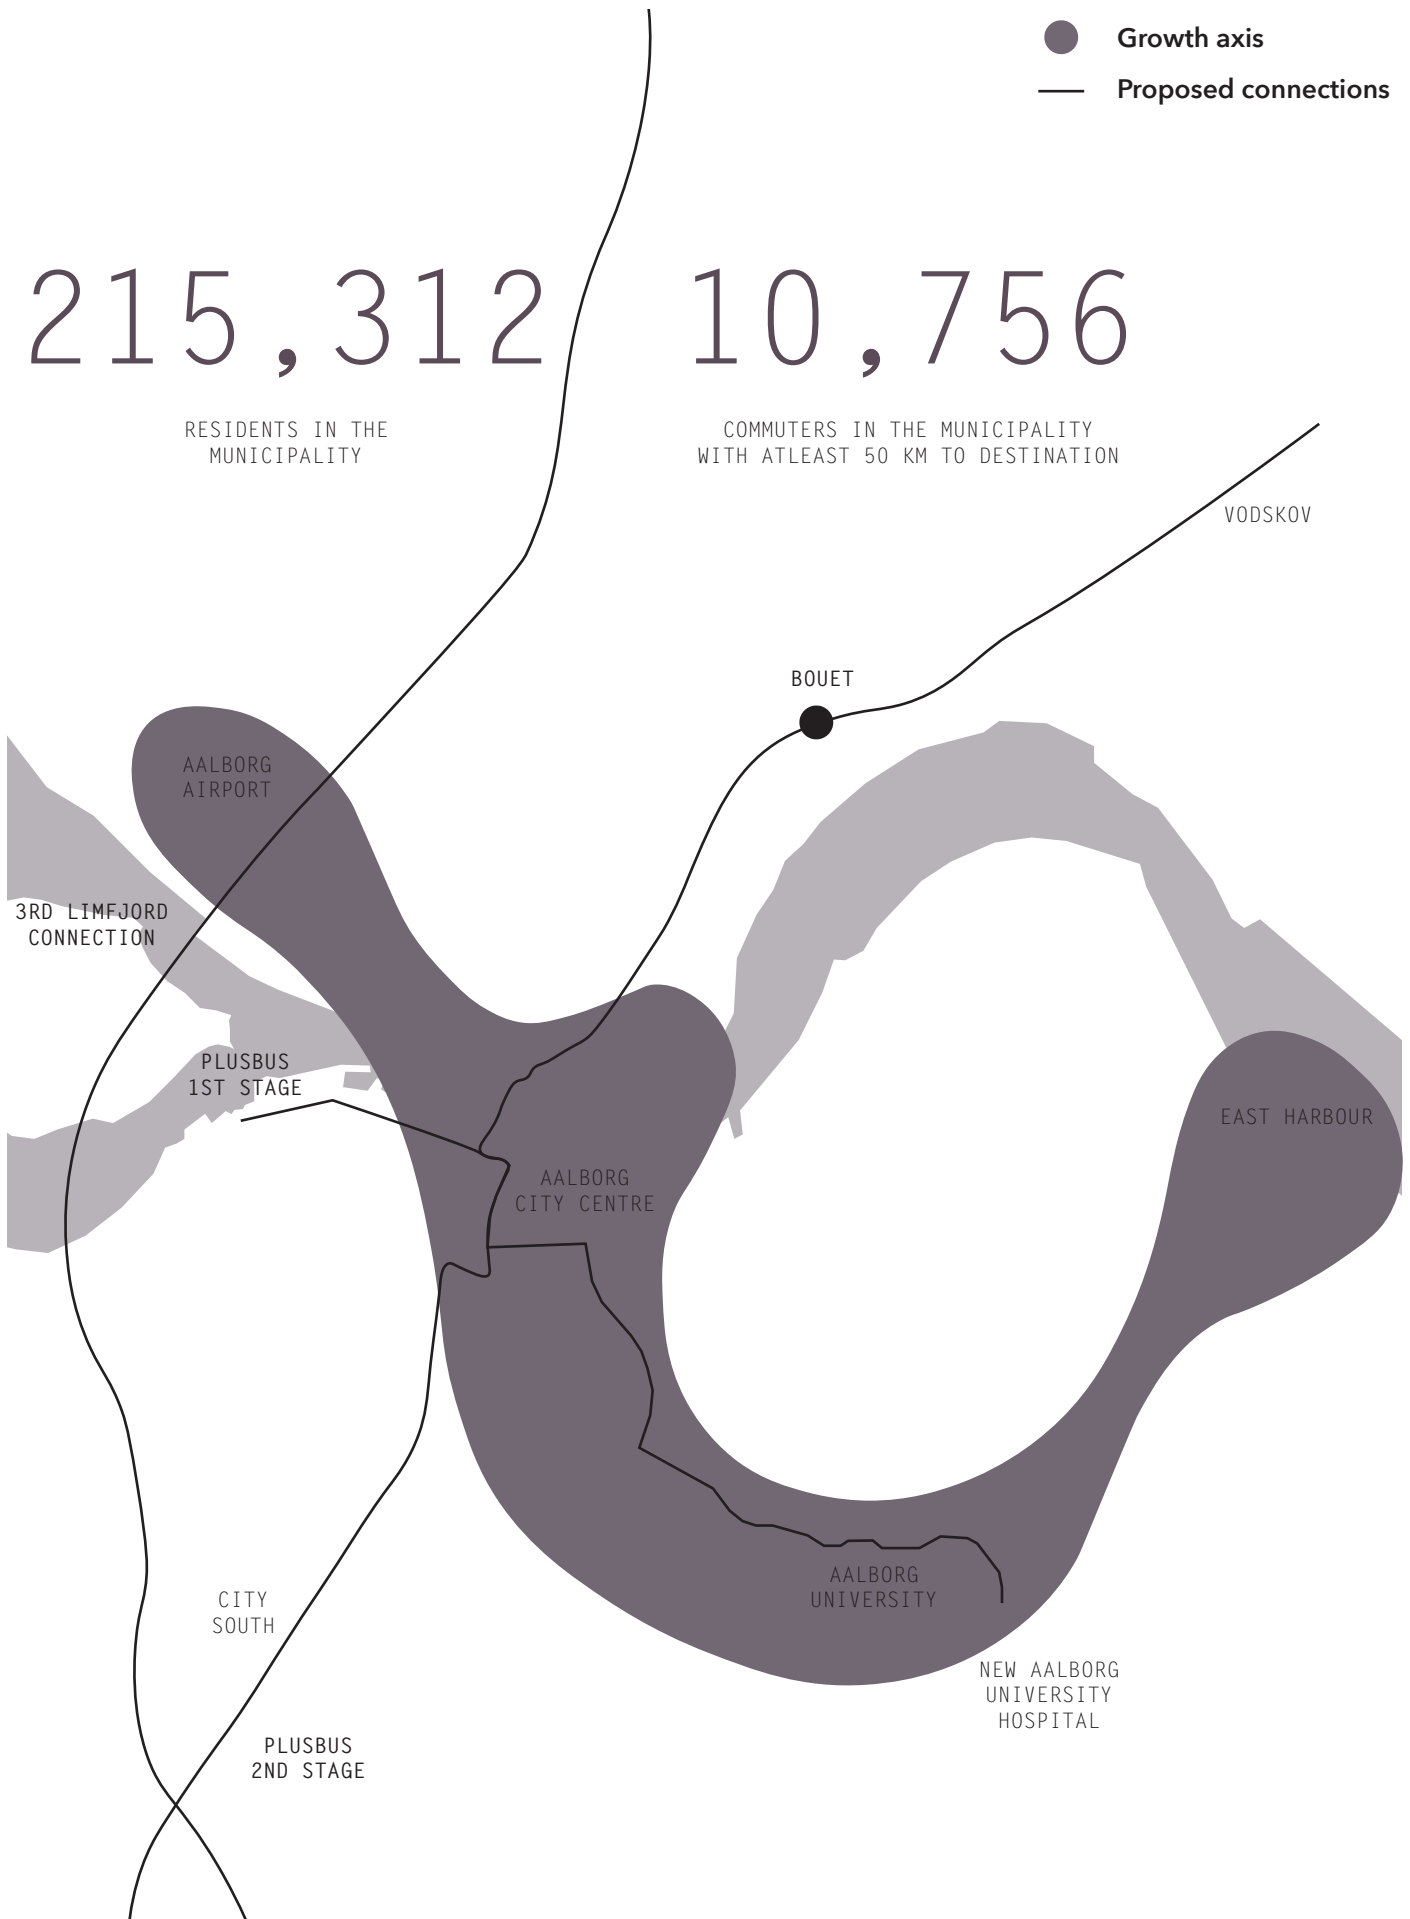 Growth axis
Proposed connections
215,312
RESIDENTS IN THE
MUNICIPALITY
10,756
COMMUTERS IN THE MUNICIPALITY
WITH ATLEAST 50 KM TO DESTINATION
VODSKOV
BOUET
AALBORG
AIRPORT
3RD LIMFJORD
CONNECTION
PLUSBUS
1ST STAGE
EAST HARBOUR
AALBORG
CITY CENTRE
AALBORG
UNIVERSITY
CITY
SOUTH
NEW AALBORG
UNIVERSITY
HOSPITAL
PLUSBUS
2ND STAGE